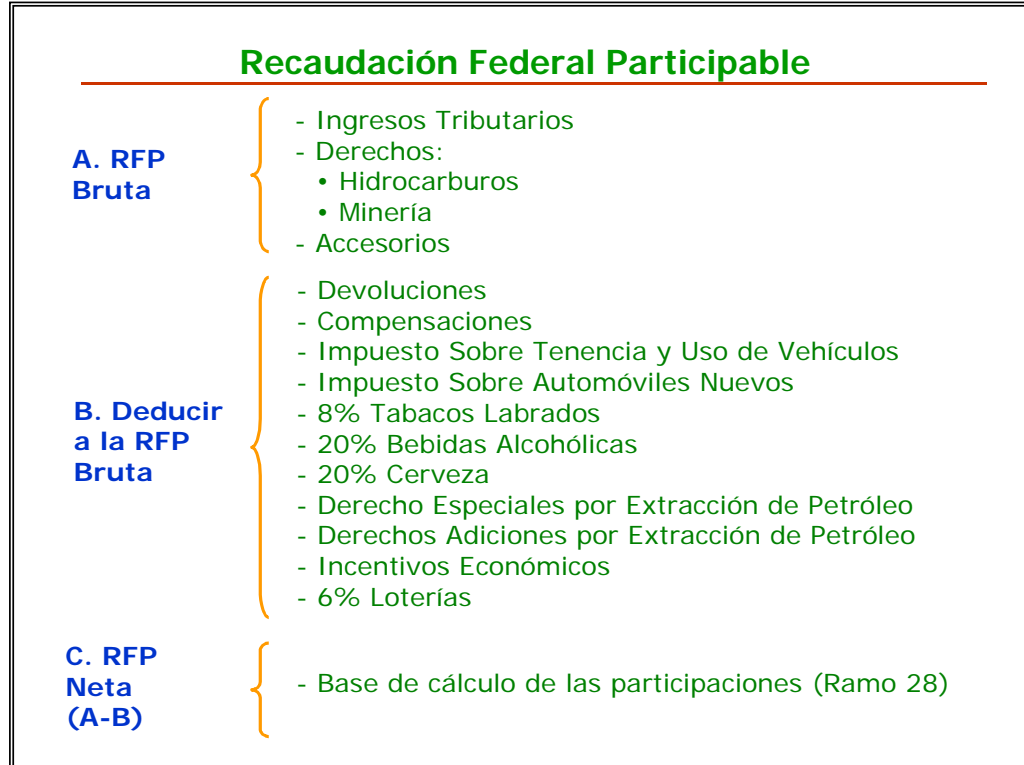 Recaudación Federal Participable
A. RFP
Bruta
- Ingresos Tributarios
- Derechos:
• Hidrocarburos
• Minería
- Accesorios
B. Deducir
a la RFP
Bruta
- Devoluciones
- Compensaciones
- Impuesto Sobre Tenencia y Uso de Vehículos
- Impuesto Sobre Automóviles Nuevos
- 8% Tabacos Labrados
- 20% Bebidas Alcohólicas
- 20% Cerveza
- Derecho Especiales por Extracción de Petróleo
- Derechos Adiciones por Extracción de Petróleo
- Incentivos Económicos
- 6% Loterías
C. RFP
Neta
(A-B)
- Base de cálculo de las participaciones (Ramo 28)